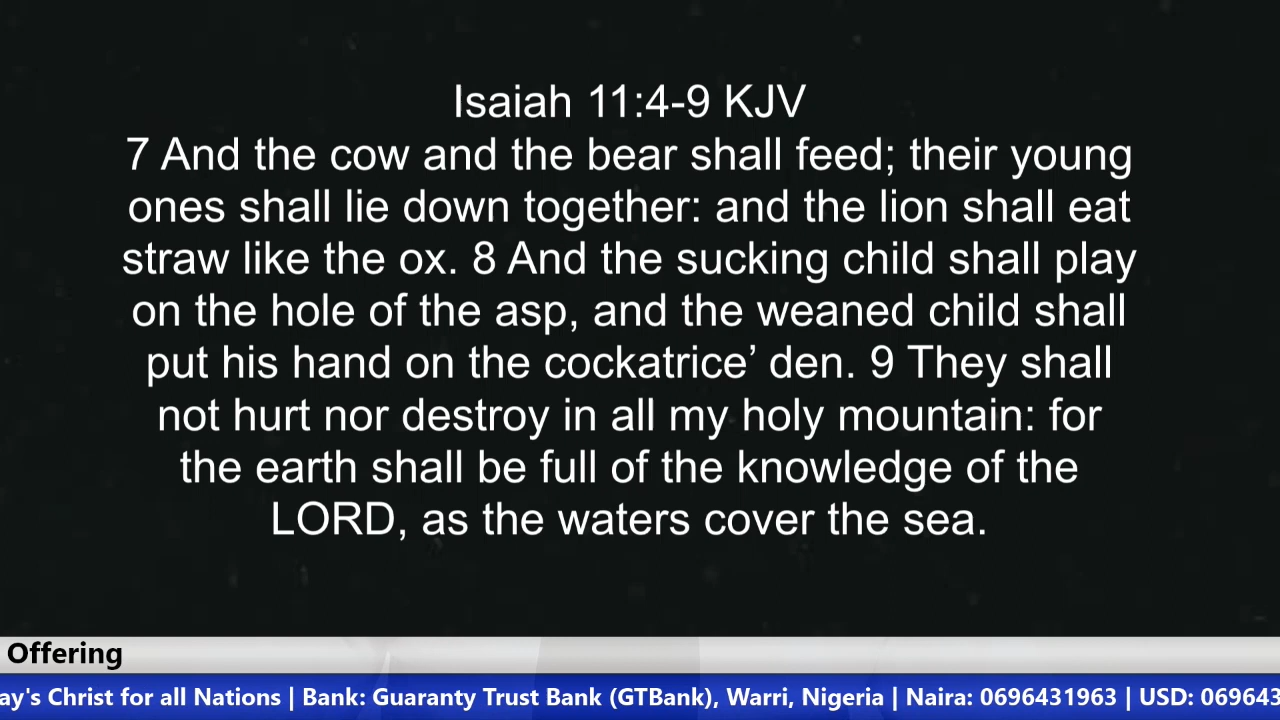 Isaiah 11:4-9 KJV
7 And the cow and the bear shall feed; their young
ones shall lie down together: and the lion shall eat
straw like the ox. 8 And the sucking child shall play
on the hole of the asp, and the weaned child shall
put his hand on the cockatrice’ den. 9 They shall
not hurt nor destroy in all my holy mountain: for
the earth shall be full of the knowledge of the
LORD, as the waters cover the sea.
Offering
ay's Christ for all Nations | Bank: Guaranty Trust Bank (GTBank), Warri, Nigeria | Naira: 0696431963 | USD: 069643